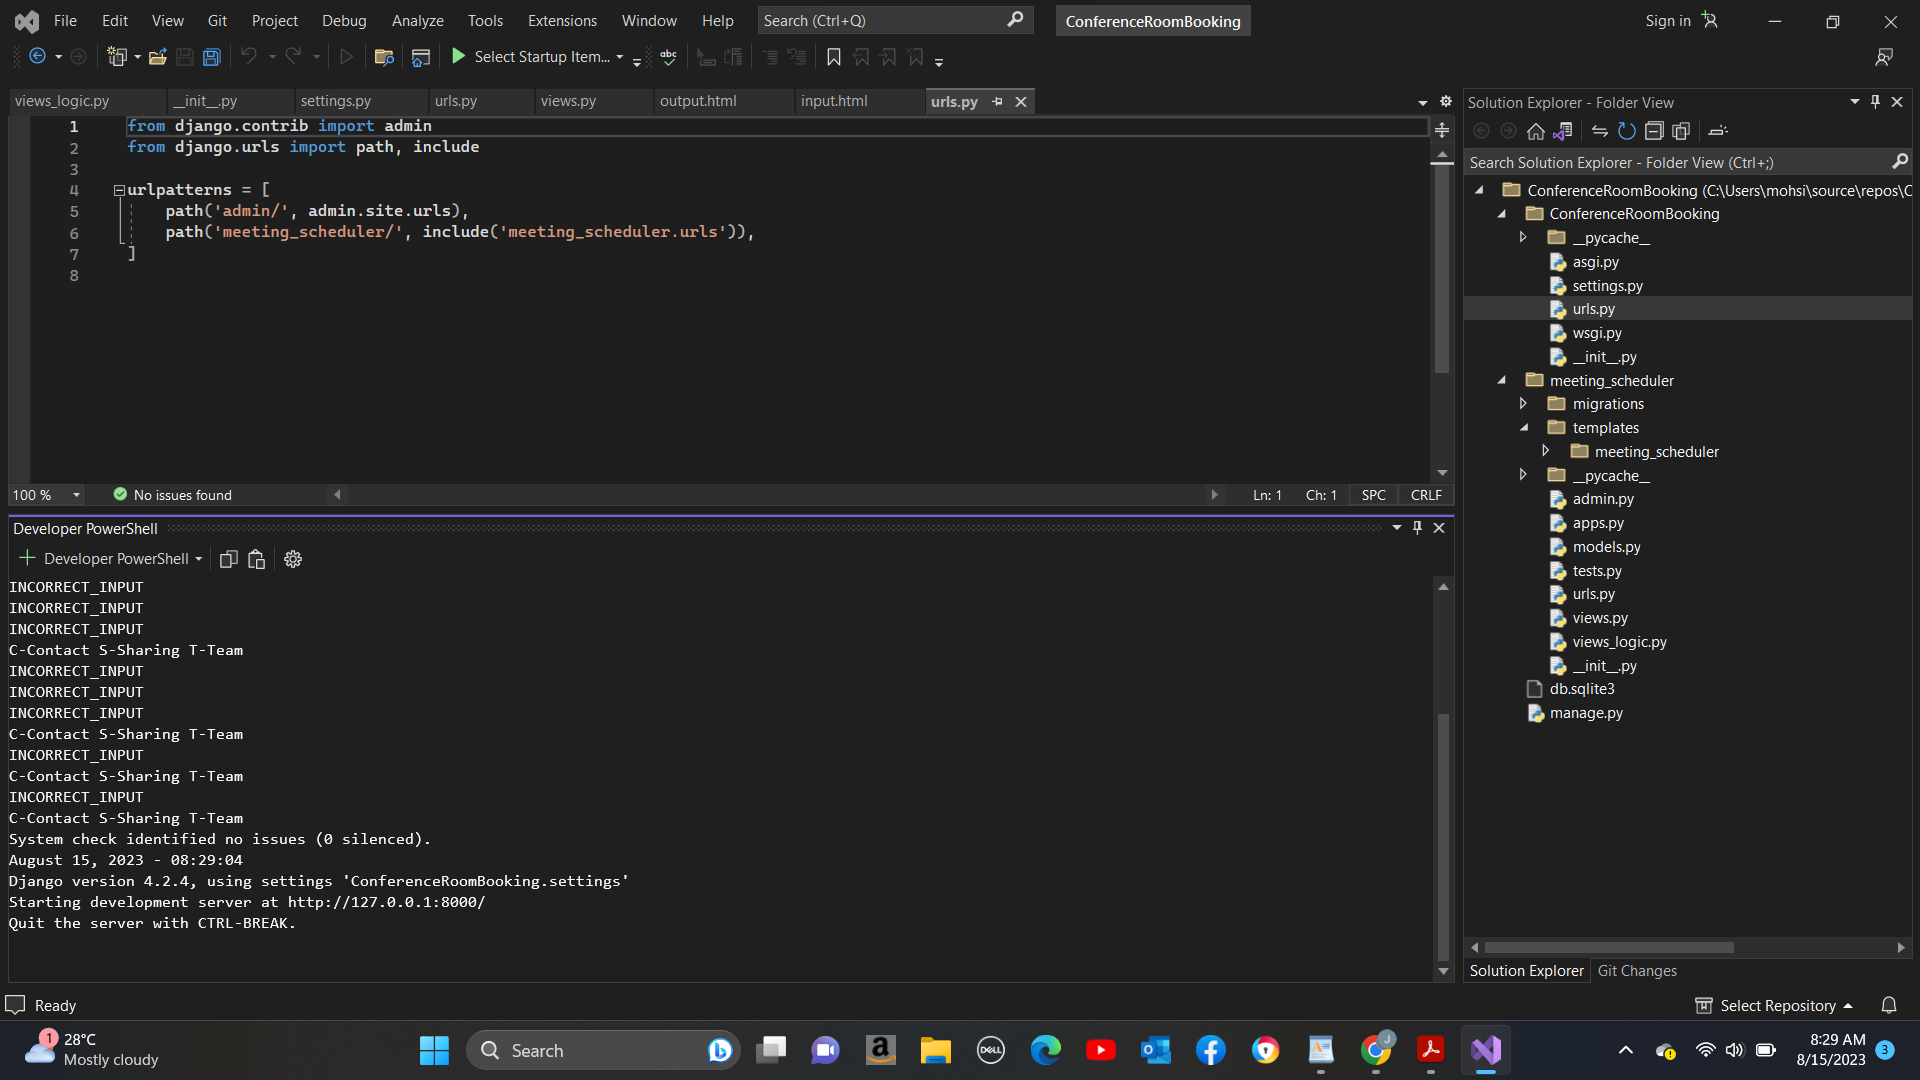 File Edit View Git Project Debug Analyze Tools Extensions Window Help Search (Ctrl+Q) ConferenceRoomBooking Sign in
Select Startup Item...
views_logic.py __init__.py settings.py urls.py views.py output.html input.html urls.py
1 from django.contrib import admin
2 from django.urls import path, include
3
4 urlpatterns = [
5 path('admin/', admin.site.urls),
6 path('meeting_scheduler/', include('meeting_scheduler.urls')),
7 ]
8
100 % No issues found Ln: 1 Ch: 1 SPC CRLF
Developer PowerShell
Developer PowerShell
INCORRECT_INPUT
INCORRECT_INPUT
INCORRECT_INPUT
C-Contact S-Sharing T-Team
INCORRECT_INPUT
INCORRECT_INPUT
INCORRECT_INPUT
C-Contact S-Sharing T-Team
INCORRECT_INPUT
C-Contact S-Sharing T-Team
INCORRECT_INPUT
C-Contact S-Sharing T-Team
System check identified no issues (0 silenced).
August 15, 2023 - 08:29:04
Django version 4.2.4, using settings 'ConferenceRoomBooking.settings'
Starting development server at http://127.0.0.1:8000/
Quit the server with CTRL-BREAK.
Solution Explorer - Folder View
Search Solution Explorer - Folder View (Ctrl+;)
ConferenceRoomBooking (C:\Users\mohsi\source\repos\C
ConferenceRoomBooking
__pycache__
asgi.py
settings.py
urls.py
wsgi.py
__init__.py
meeting_scheduler
migrations
templates
meeting_scheduler
__pycache__
admin.py
apps.py
models.py
tests.py
urls.py
views.py
views_logic.py
__init__.py
db.sqlite3
manage.py
Solution Explorer Git Changes
Ready Select Repository
1 28°C
Mostly cloudy
Search
DELL
J
8:29 AM
8/15/2023 3